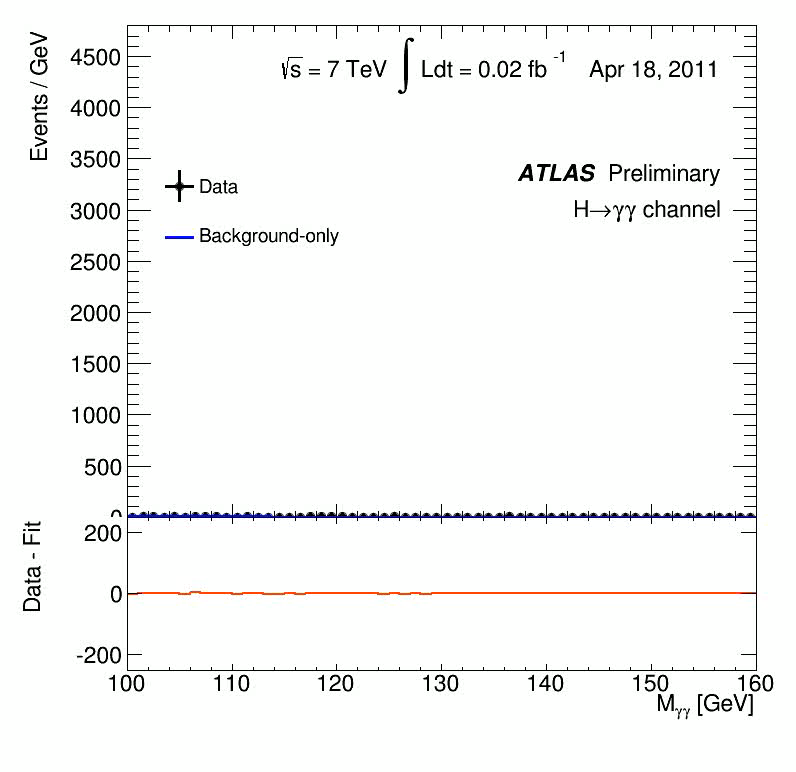 Events / GeV
4500
4000
3500
3000
2500
2000
1500
1000
500
0
√s = 7 TeV ∫ Ldt = 0.02 fb -1 Apr 18, 2011
ATLAS Preliminary
H→γγ channel
Data
Background-only
Data - Fit
200
0
-200
100 110 120 130 140 150 160
Mγγ [GeV]